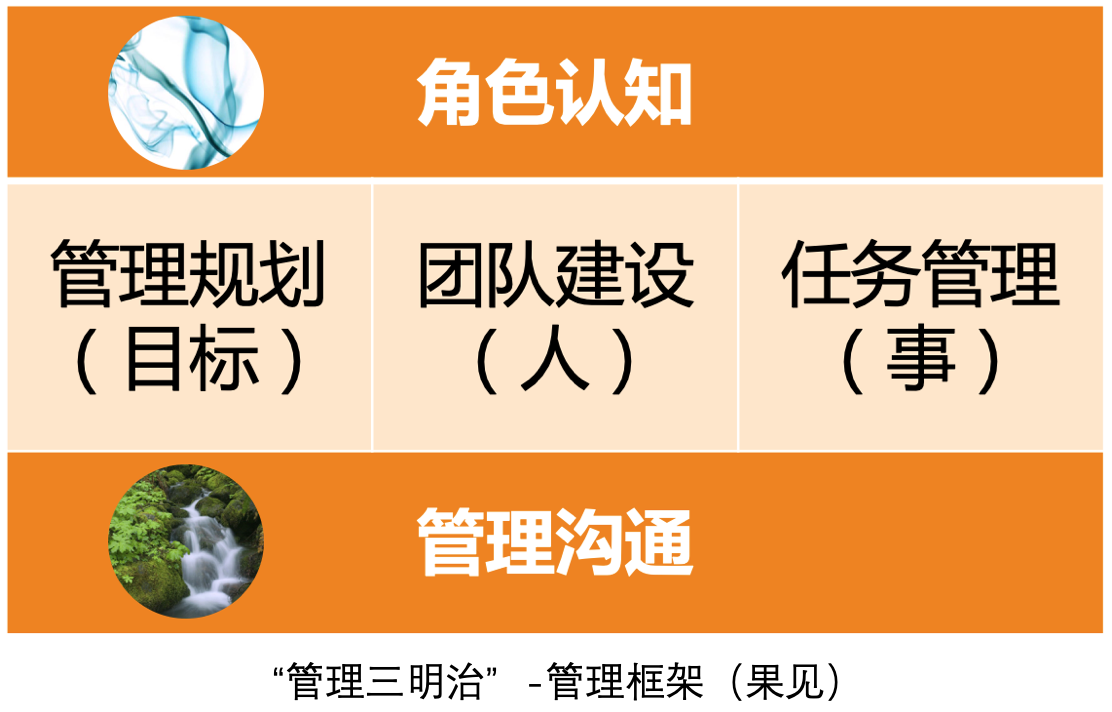 角色认知
管理规划
（目标）
团队建设
（人）
任务管理
（事）
管理沟通
“管理三明治” -管理框架（果见）